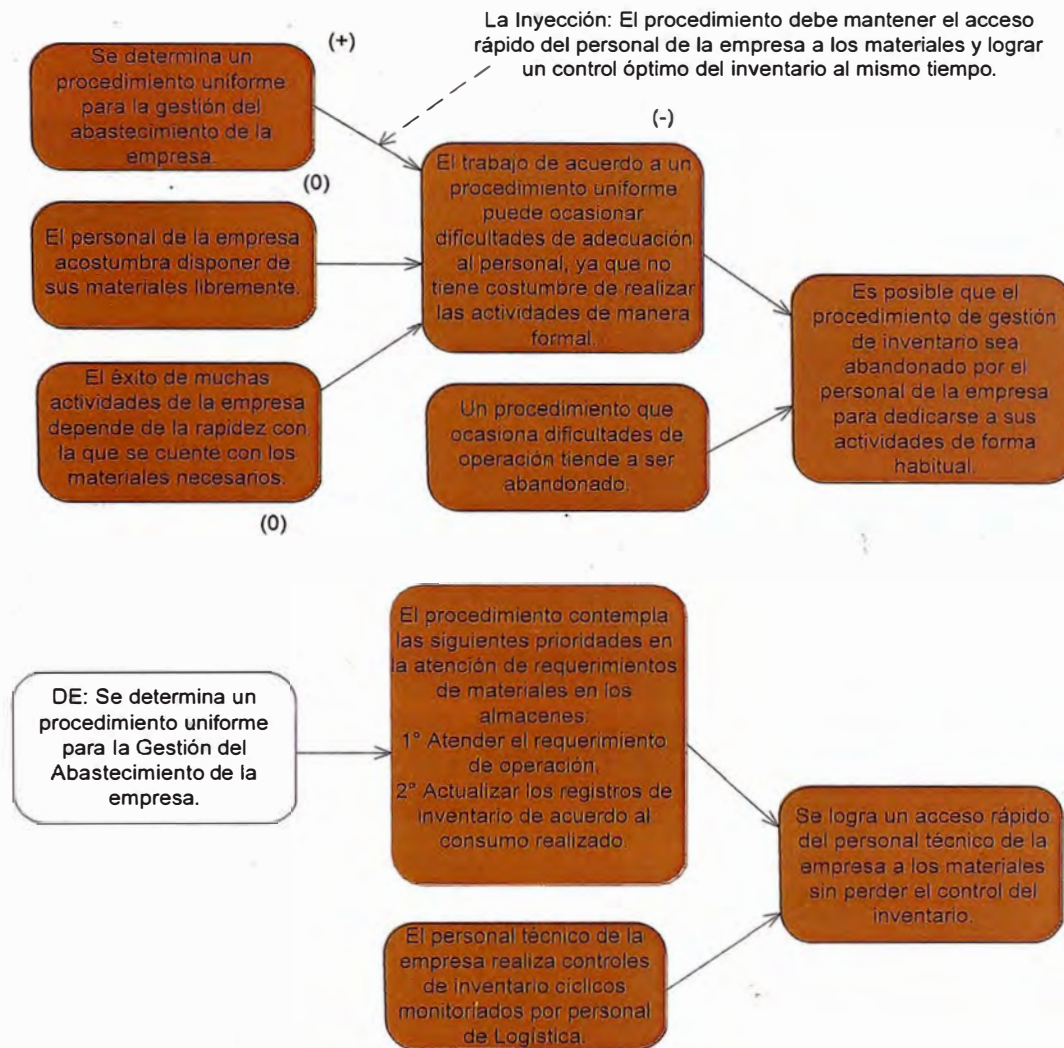 La Inyección: El procedimiento debe mantener el acceso
rápido del personal de la empresa a los materiales y lograr
un control óptimo del inventario al mismo tiempo.
(+)
Se determina un
procedimiento uniforme
para la gestión del
abastecimiento de la
empresa.
(0)
El personal de la empresa
acostumbra disponer de
sus materiales libremente.
El éxito de muchas
actividades de la empresa
depende de la rapidez con
la que se cuente con los
materiales necesarios.
(0)
(-)
El trabajo de acuerdo a un
procedimiento uniforme
puede ocasionar
dificultades de adecuación
al personal, ya que no
tiene costumbre de realizar
las actividades de manera
formal.
Un procedimiento que
ocasiona dificultades de
operación tiende a ser
abandonado.
Es posible que el
procedimiento de gestión
de inventario sea
abandonado por el
personal de la empresa
para dedicarse a sus
actividades de forma
habitual.
DE: Se determina un
procedimiento uniforme
para la Gestión del
Abastecimiento de la
empresa.
El procedimiento contempla
las siguientes prioridades en
la atención de requerimientos
de materiales en los
almacenes:
1° Atender el requerimiento
de operación.
2° Actualizar los registros de
inventario de acuerdo al
consumo realizado.
El personal técnico de la
empresa realiza controles
de inventario cíclicos
monitoriados por personal
de Logística.
Se logra un acceso rápido
del personal técnico de la
empresa a los materiales
sin perder el control del
inventario.